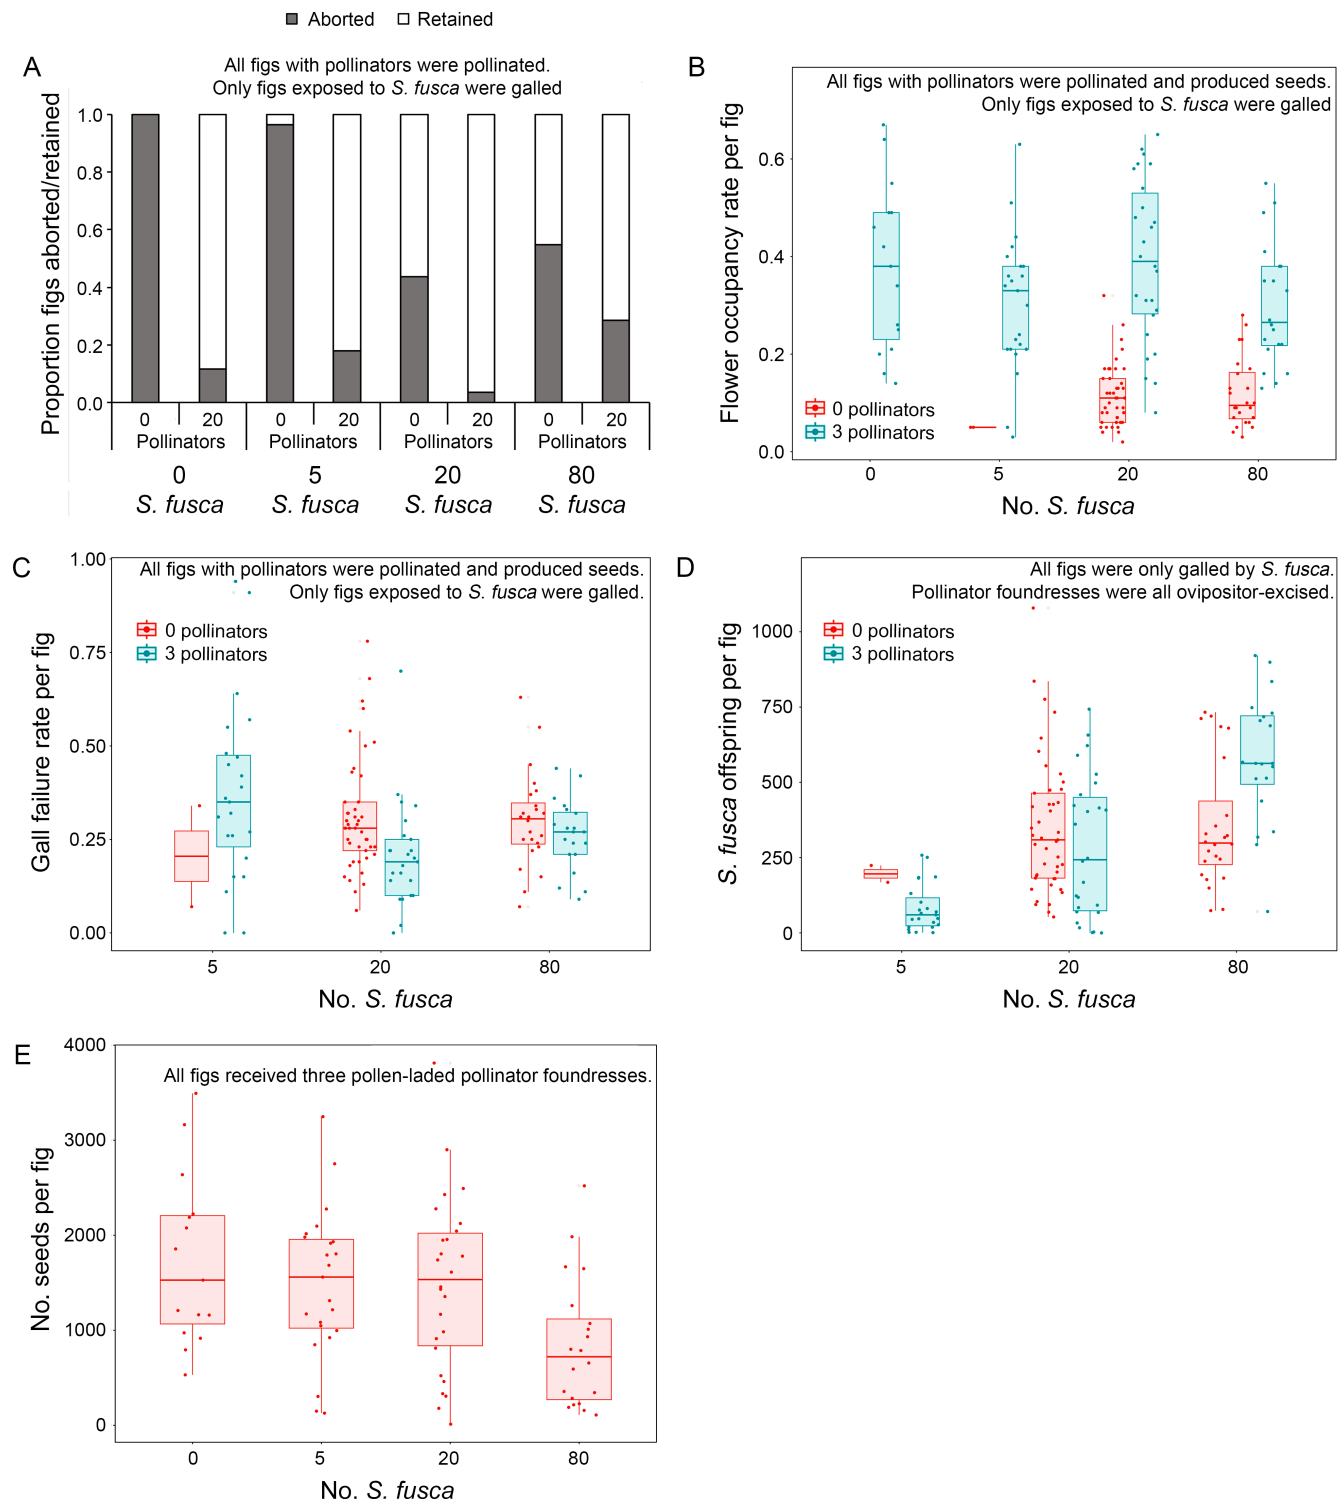 Aborted Retained
A
All figs with pollinators were pollinated.
Only figs exposed to S. fusca were galled
Proportion figs aborted/retained
1.0
0.8
0.6
0.4
0.2
0.0
0 20 0 20 0 20 0 20
Pollinators Pollinators Pollinators Pollinators
0 5 20 80
S. fusca S. fusca S. fusca S. fusca
B
All figs with pollinators were pollinated and produced seeds.
Only figs exposed to S. fusca were galled
Flower occupancy rate per fig
0.6
0.4
0.2
0.0
0 pollinators
3 pollinators
0 5 20 80
No. S. fusca
C
All figs with pollinators were pollinated and produced seeds.
Only figs exposed to S. fusca were galled.
0 pollinators
3 pollinators
Gall failure rate per fig
1.00
0.75
0.50
0.25
0.00
5 20 80
No. S. fusca
D
All figs were only galled by S. fusca.
Pollinator foundresses were all ovipositor-excised.
0 pollinators
3 pollinators
S. fusca offspring per fig
1000
750
500
250
0
5 20 80
No. S. fusca
E
All figs received three pollen-laded pollinator foundresses.
No. seeds per fig
4000
3000
2000
1000
0
0 5 20 80
No. S. fusca